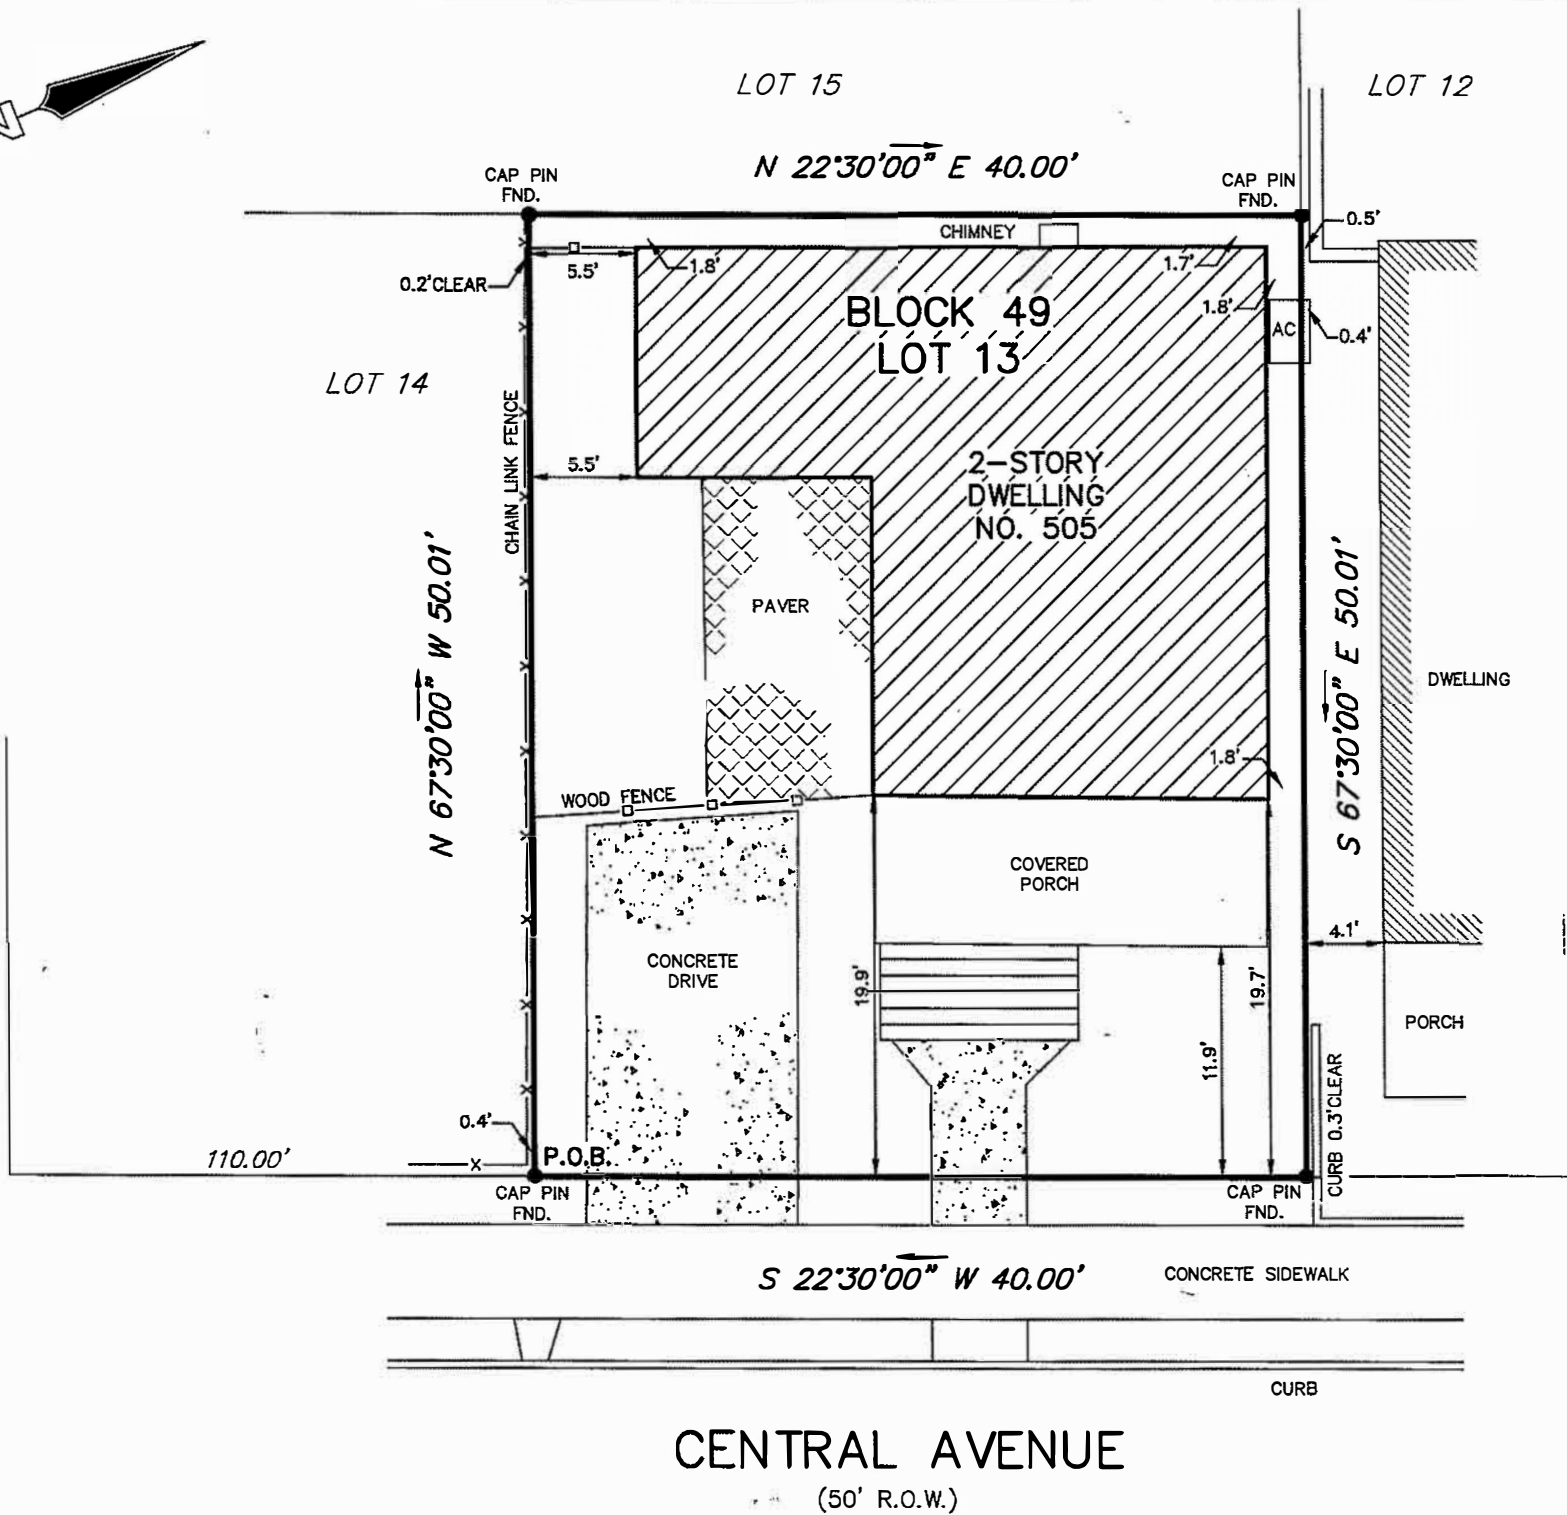 LOT 15
LOT 12
N 22°30'00" E 40.00'
CAP PIN
FND.
CAP PIN
FND.
0.5'
CHIMNEY
5.5'
1.8'
1.7'
0.2'CLEAR
BLOCK 49
LOT 13
1.8'
AC
0.4'
LOT 14
CHAIN LINK FENCE
5.5'
2-STORY
DWELLING
NO. 505
N 67°30'00" W 50.01'
S 67°30'00" E 50.01'
PAVER
DWELLING
1.8'
WOOD FENCE
COVERED
PORCH
4.1'
CONCRETE
DRIVE
19.9'
19.7'
11.9'
PORCH
CURB 0.3'CLEAR
0.4'
110.00'
P.O.B.
CAP PIN
FND.
CAP PIN
FND.
S 22°30'00" W 40.00'
CONCRETE SIDEWALK
CURB
CENTRAL AVENUE
(50' R.O.W.)